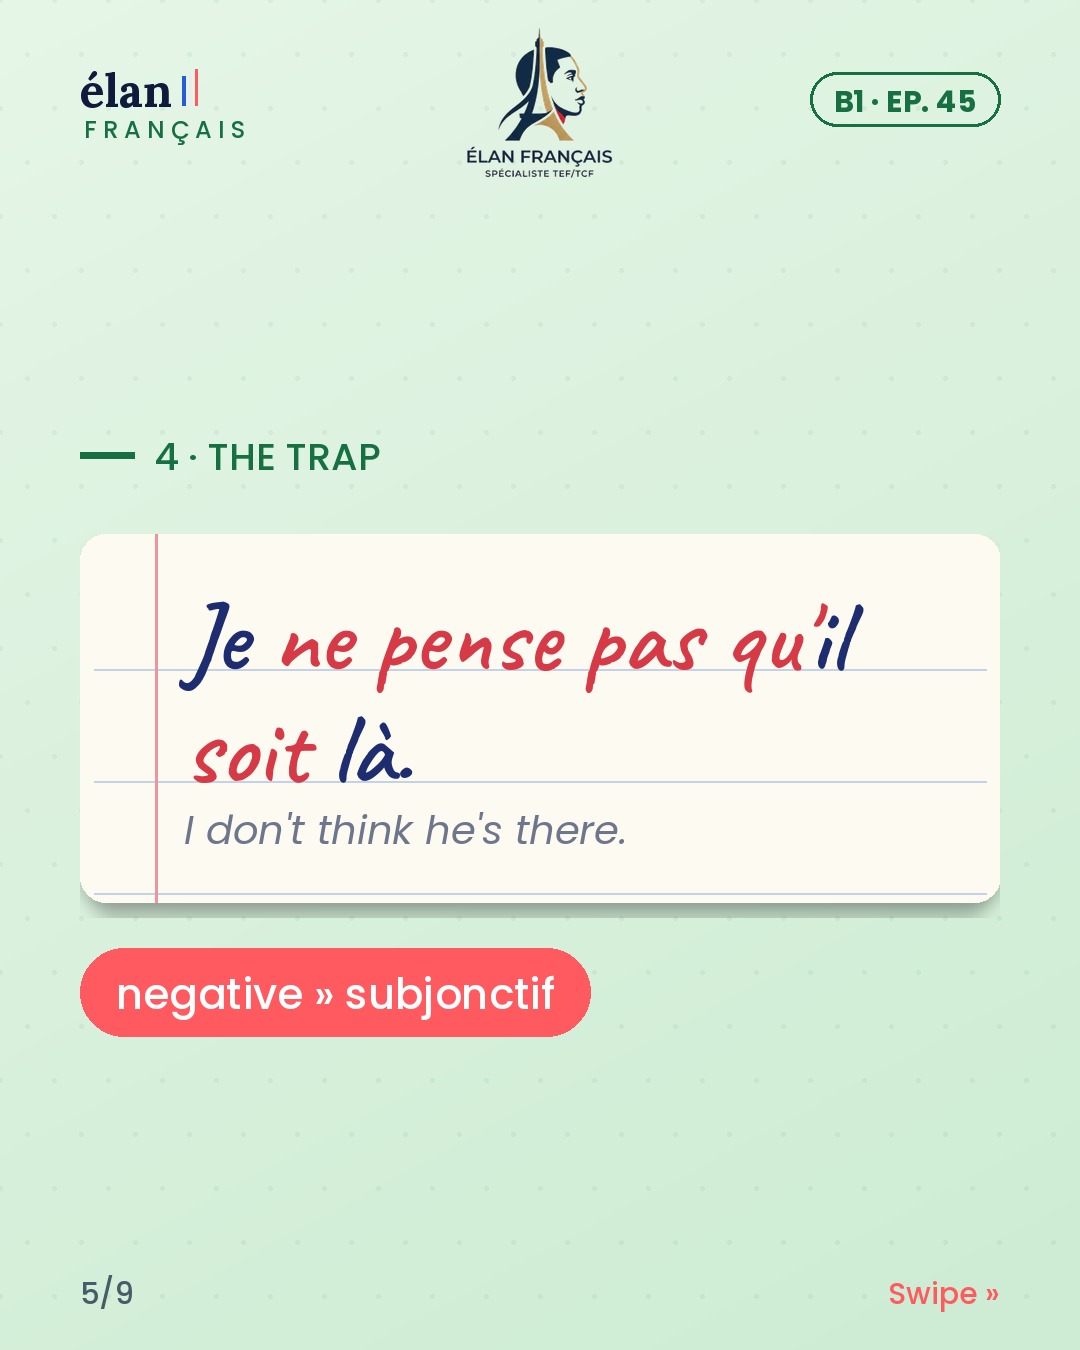 élan
FRANÇAIS
ÉLAN FRANÇAIS
SPÉCIALISTE TEF/TCF
B1 · EP. 45
4 · THE TRAP
Je ne pense pas qu'il
soit là.
I don't think he's there.
negative » subjonctif
5/9
Swipe »